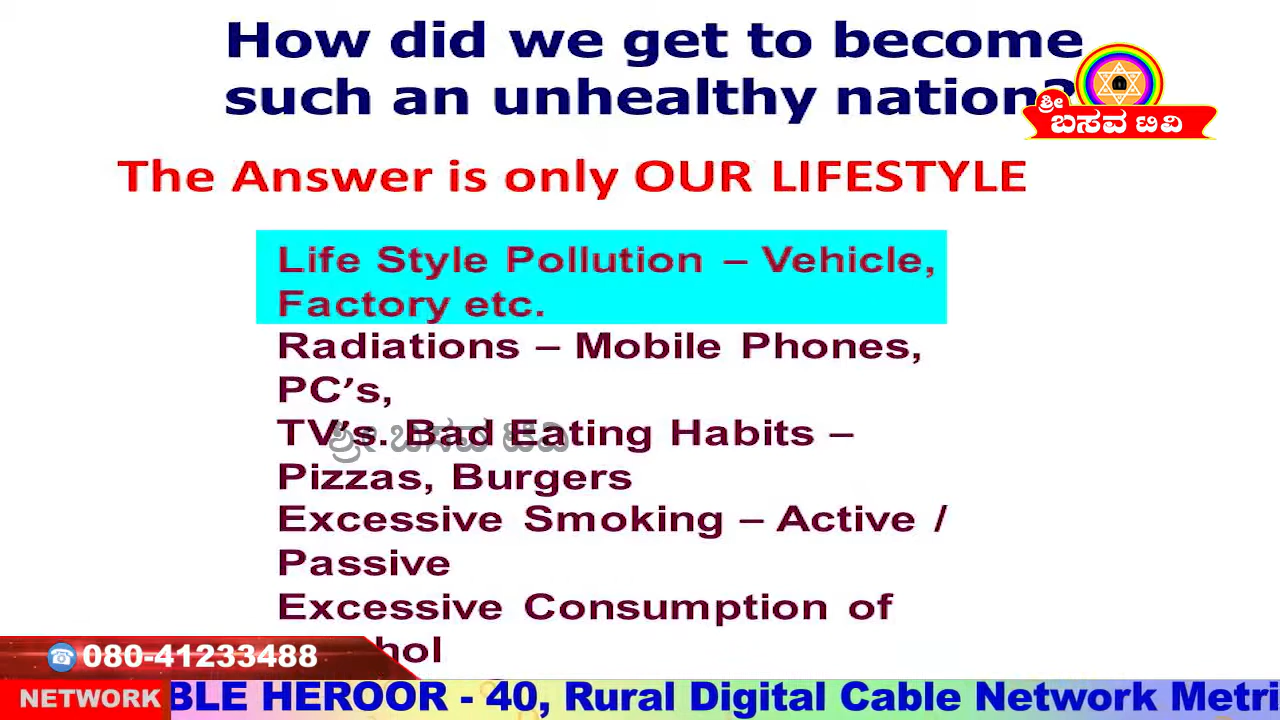 How did we get to become
such an unhealthy nation?
ಶ್ರೀ
ಬಸವ ಟಿವಿ
The Answer is only OUR LIFESTYLE
Life Style Pollution – Vehicle,
Factory etc.
Radiations – Mobile Phones,
PC’s,
TV’s. Bad Eating Habits –
ಶ್ರೀ ಬಸವ ಟಿವಿ
Pizzas, Burgers
Excessive Smoking – Active /
Passive
Excessive Consumption of
hol
080-41233488
NETWORK
BLE HEROOR - 40, Rural Digital Cable Network Metri